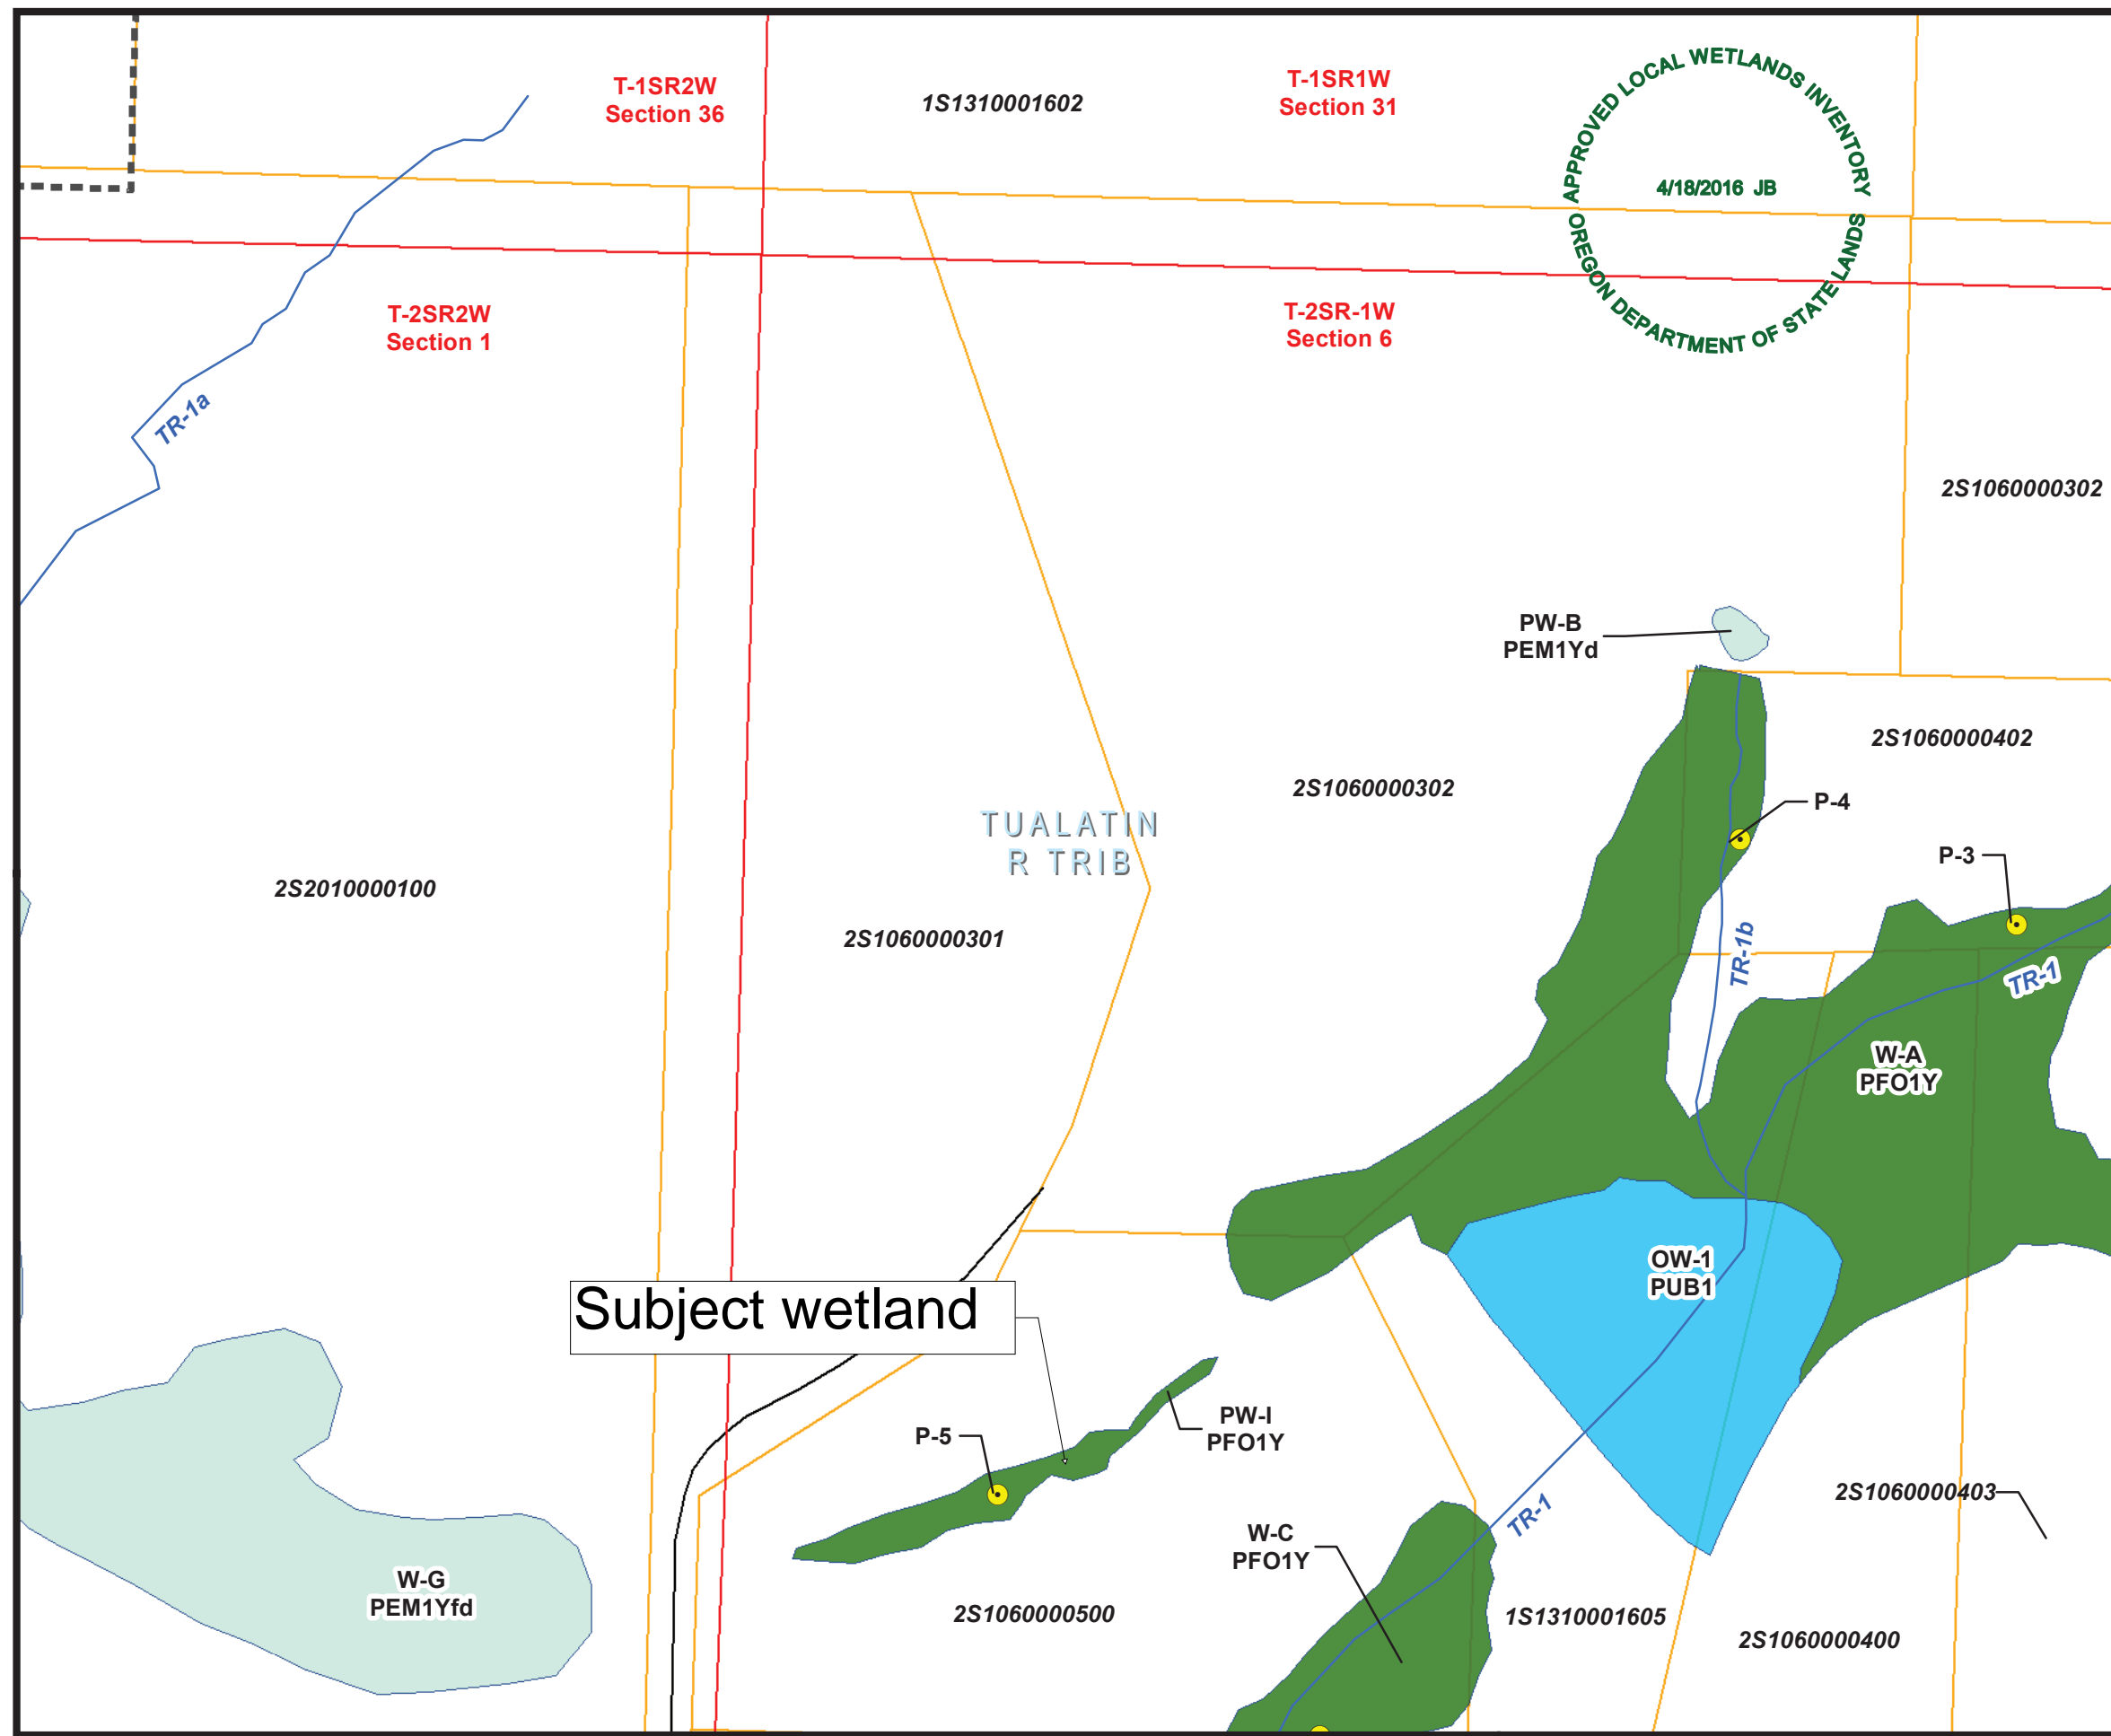 T-1SR2W
Section 36
1S1310001602
T-1SR1W
Section 31
APPROVED LOCAL WETLANDS INVENTORY
4/18/2016 JB
OREGON DEPARTMENT OF STATE LANDS
T-2SR2W
Section 1
T-2SR-1W
Section 6
TR-1a
2S1060000302
PW-B
PEM1Yd
2S1060000402
2S1060000302
P-4
TUALATIN
R TRIB
P-3
2S2010000100
2S1060000301
TR-1b
TR-1
W-A
PFO1Y
OW-1
PUB1
Subject wetland
PW-I
PFO1Y
P-5
2S1060000403
TR-1
W-C
PFO1Y
W-G
PEM1Yfd
2S1060000500
1S1310001605
2S1060000400